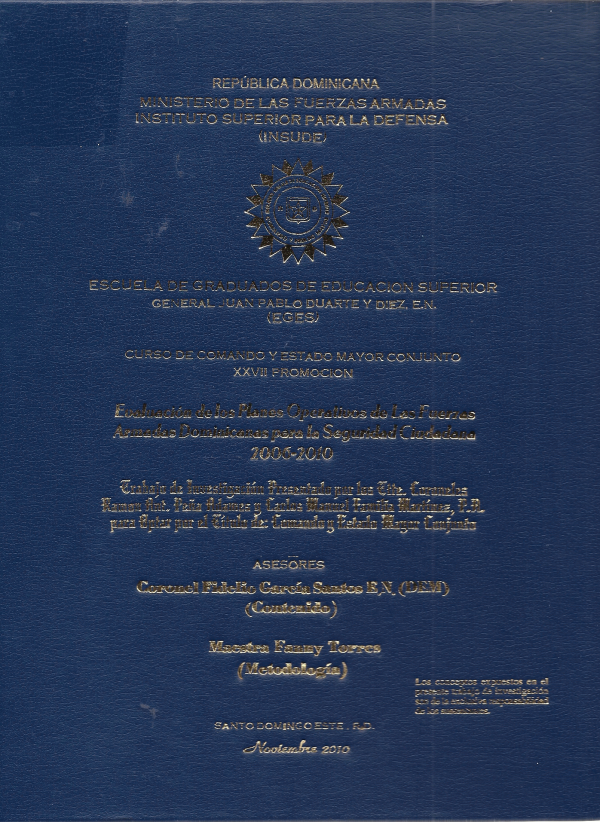 REPÚBLICA DOMINICANA
MINISTERIO DE LAS FUERZAS ARMADAS
INSTITUTO SUPERIOR PARA LA DEFENSA
(INSUDE)
ESCUELA DE GRADUADOS DE EDUCACION SUPERIOR
GENERAL JUAN PABLO DUARTE Y DIEZ, E.N.
(EGES)
CURSO DE COMANDO Y ESTADO MAYOR CONJUNTO
XXVII PROMOCION
Evaluación de los Planes Operativos de Las Fuerzas
Armadas Dominicanas para la Seguridad Ciudadana
2006-2010
Trabajo de Investigación Presentado por los Ctte. Coroneles
Ramon Ant. Peña y Carlos Manuel Familia Martínez, P.A.
para Optar por el Título de: Comando y Estado Mayor Conjunto
ASESORES
Coronel Fidelio García Santos E.N. (DEM)
(Contenido)
Maestra Fanny Torres
(Metodología)
Los conceptos expuestos en el
presente trabajo de investigación
son de la exclusiva responsabilidad
de los sustentantes.
SANTO DOMINGO ESTE, R.D.
Noviembre 2010